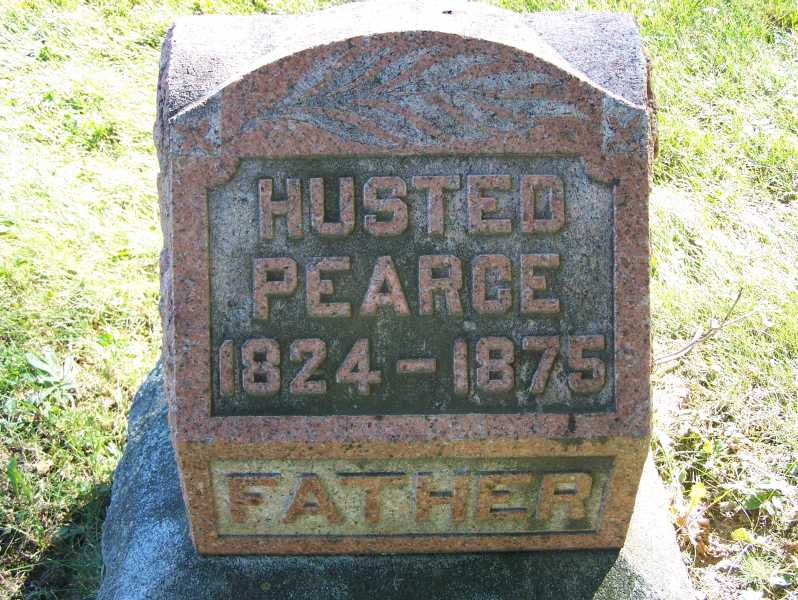 HUSTED
PEARCE
1824-1875
FATHER